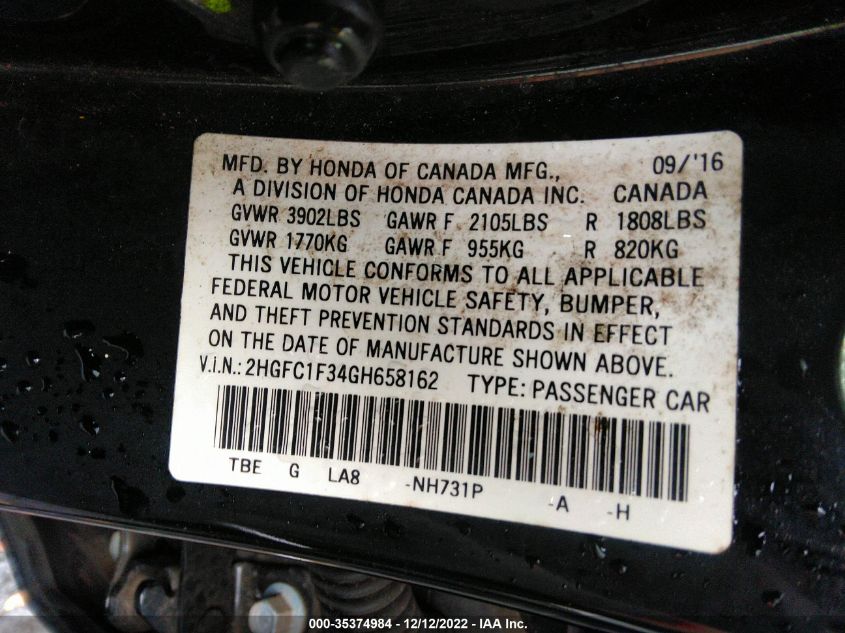 MFD. BY HONDA OF CANADA MFG., 09/'16
A DIVISION OF HONDA CANADA INC. CANADA
GVWR 3902LBS GAWR F 2105LBS R 1808LBS
GVWR 1770KG GAWR F 955KG R 820KG
THIS VEHICLE CONFORMS TO ALL APPLICABLE
FEDERAL MOTOR VEHICLE SAFETY, BUMPER,
AND THEFT PREVENTION STANDARDS IN EFFECT
ON THE DATE OF MANUFACTURE SHOWN ABOVE.
V.i.N.: 2HGFC1F34GH658162 TYPE: PASSENGER CAR
TBE G LA8 -NH731P -A -H
000-35374984 - 12/12/2022 - IAA Inc.